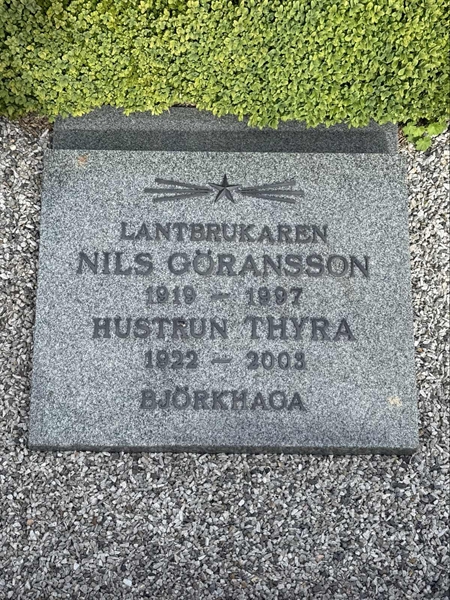 LANTBRUKAREN
NILS GÖRANSSON
1919 – 1997
HUSTRUN THYRA
1922 – 2003
BJÖRKHAGA